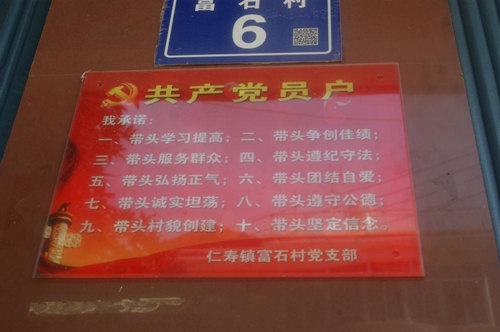 富石村
6
共产党员户
我承诺:
一、带头学习提高；二、带头争创佳绩；
三、带头服务群众；四、带头遵纪守法；
五、带头弘扬正气；六、带头团结自爱；
七、带头诚实坦荡；八、带头遵守公德；
九、带头村貌创建；十、带头坚定信念。
仁寿镇富石村党支部